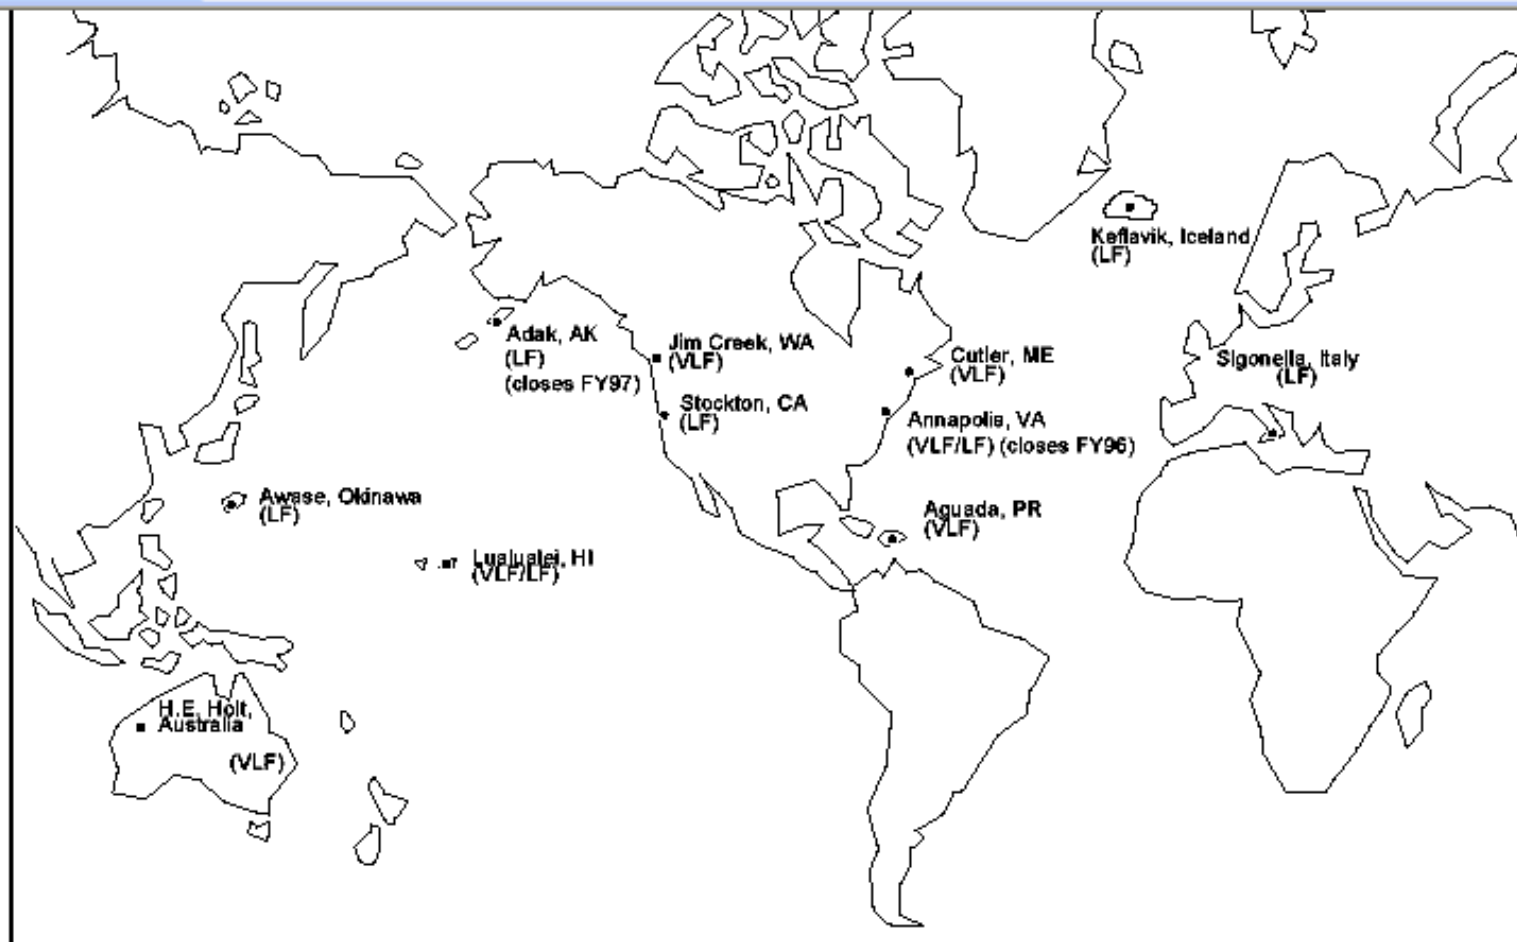 Keflavik, Iceland
(LF)
Adak, AK
(LF)
(closes FY97)
Jim Creek, WA
(VLF)
Cutler, ME
(VLF)
Sigonella, Italy
(LF)
Stockton, CA
(LF)
Annapolis, VA
(VLF/LF) (closes FY96)
Awase, Okinawa
(LF)
Aguada, PR
(VLF)
Lualualei, HI
(VLF/LF)
H.E. Holt,
Australia
(VLF)